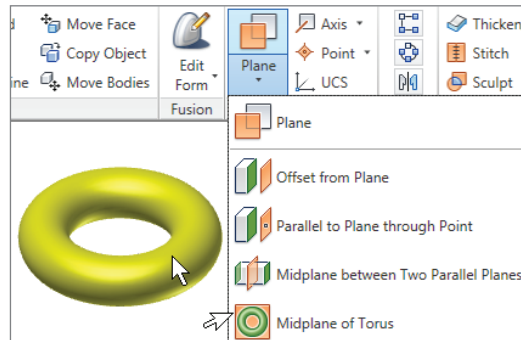 Move Face
Copy Object
Move Bodies
Edit
Form
Fusion
Plane
Axis
Point
UCS
Thicken
Stitch
Sculpt
Plane
Offset from Plane
Parallel to Plane through Point
Midplane between Two Parallel Planes
Midplane of Torus